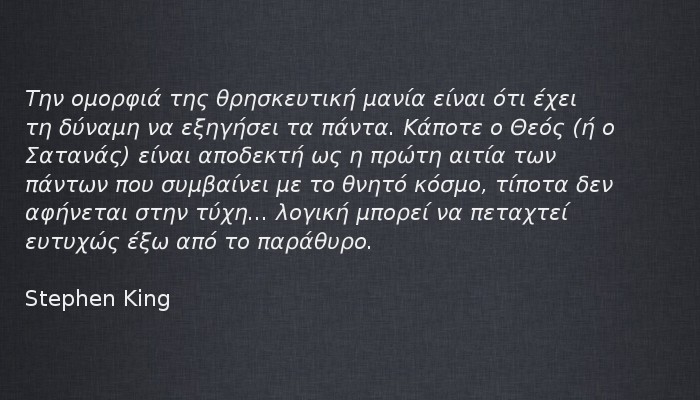 Την ομορφιά της θρησκευτική μανία είναι ότι έχει
τη δύναμη να εξηγήσει τα πάντα. Κάποτε ο Θεός (ή ο
Σατανάς) είναι αποδεκτή ως η πρώτη αιτία των
πάντων που συμβαίνει με το θνητό κόσμο, τίποτα δεν
αφήνεται στην τύχη... λογική μπορεί να πεταχτεί
ευτυχώς έξω από το παράθυρο.
Stephen King